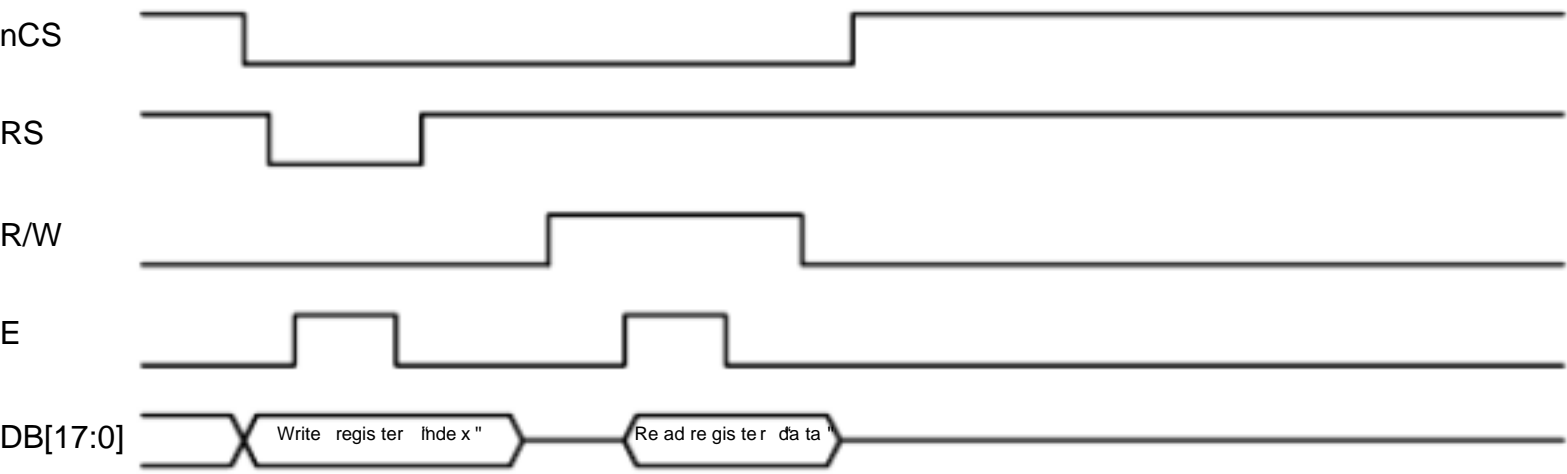 nCS
RS
R/W
E
DB[17:0]
Write register "index"
Read register "data"